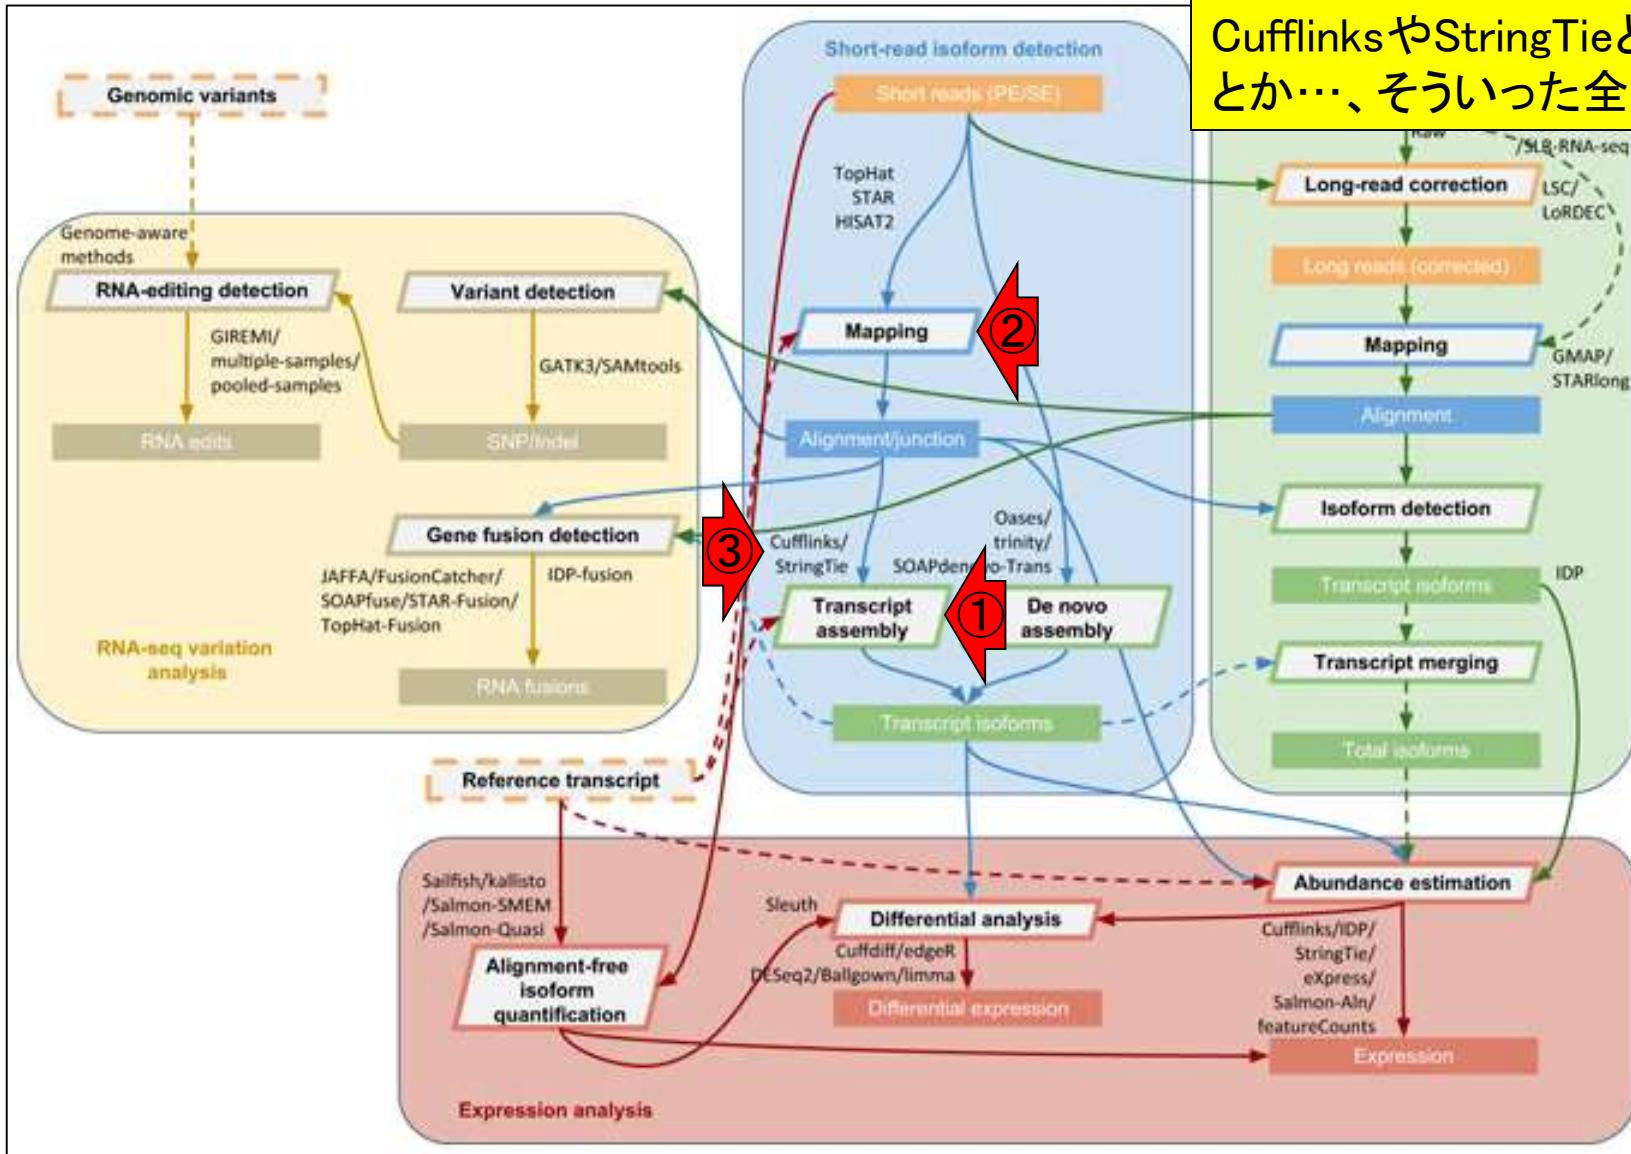 CufflinksやStringTieと
とか…、そういった全
Genomic variants
Genome-aware
methods
RNA-editing detection
GIREMI/
multiple-samples/
pooled-samples
RNA edits
Variant detection
GATK3/SAMtools
SNP/Indel
Gene fusion detection
JAFFA/FusionCatcher/
SOAPfuse/STAR-Fusion/
TopHat-Fusion
IDP-fusion
RNA fusions
RNA-seq variation
analysis
Short-read isoform detection
Short reads (PE/SE)
TopHat
STAR
HISAT2
Mapping
②
Alignment/junction
③
Cufflinks/
StringTie
Oases/
trinity/
SOAPdenovo-Trans
Transcript
assembly
①
De novo
assembly
Transcript isoforms
Raw
/SLR-RNA-seq
Long-read correction
LSC/
LoRDEC
Long reads (corrected)
Mapping
GMAP/
STARlong
Alignment
Isoform detection
Transcript isoforms
IDP
Transcript merging
Total isoforms
Reference transcript
Sailfish/kallisto
/Salmon-SMEM
/Salmon-Quasi
Alignment-free
isoform
quantification
Sleuth
Differential analysis
Cuffdiff/edgeR
DESeq2/Ballgown/limma
Differential expression
Abundance estimation
Cufflinks/IDP/
StringTie/
eXpress/
Salmon-Aln/
featureCounts
Expression
Expression analysis